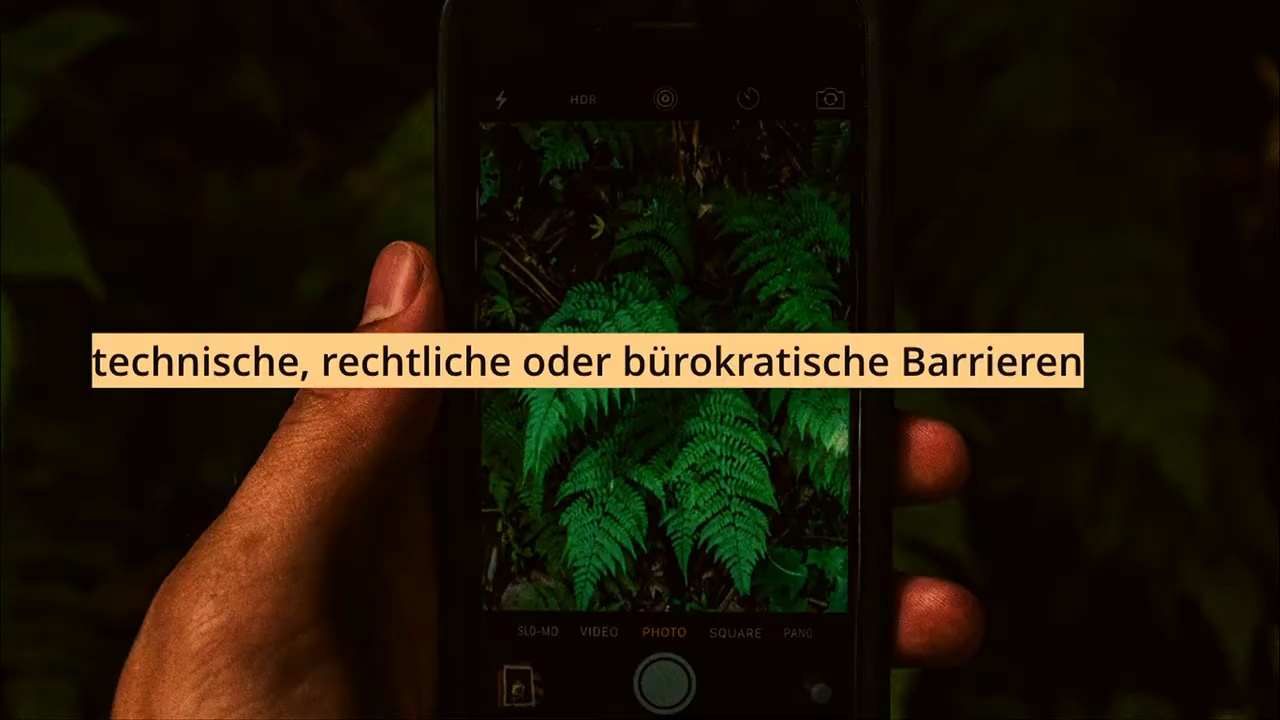 HDR
technische, rechtliche oder bürokratische Barrieren
SLO-MO VIDEO PHOTO SQUARE PANO